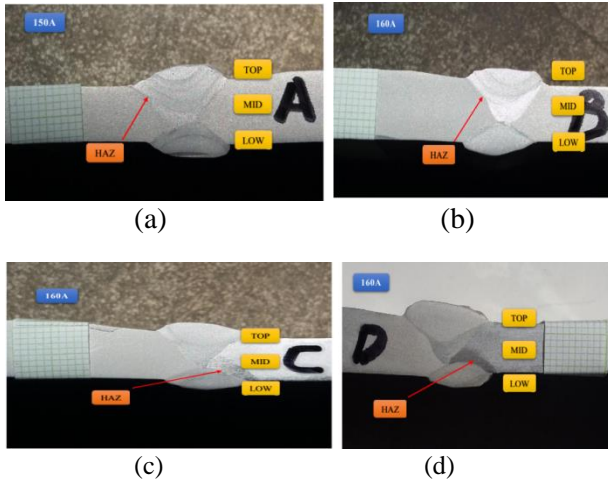 150A
TOP
MID
A
LOW
HAZ
(a)
160A
TOP
MID
B
LOW
HAZ
(b)
160A
TOP
MID
C
LOW
HAZ
(c)
160A
TOP
D
MID
LOW
HAZ
(d)